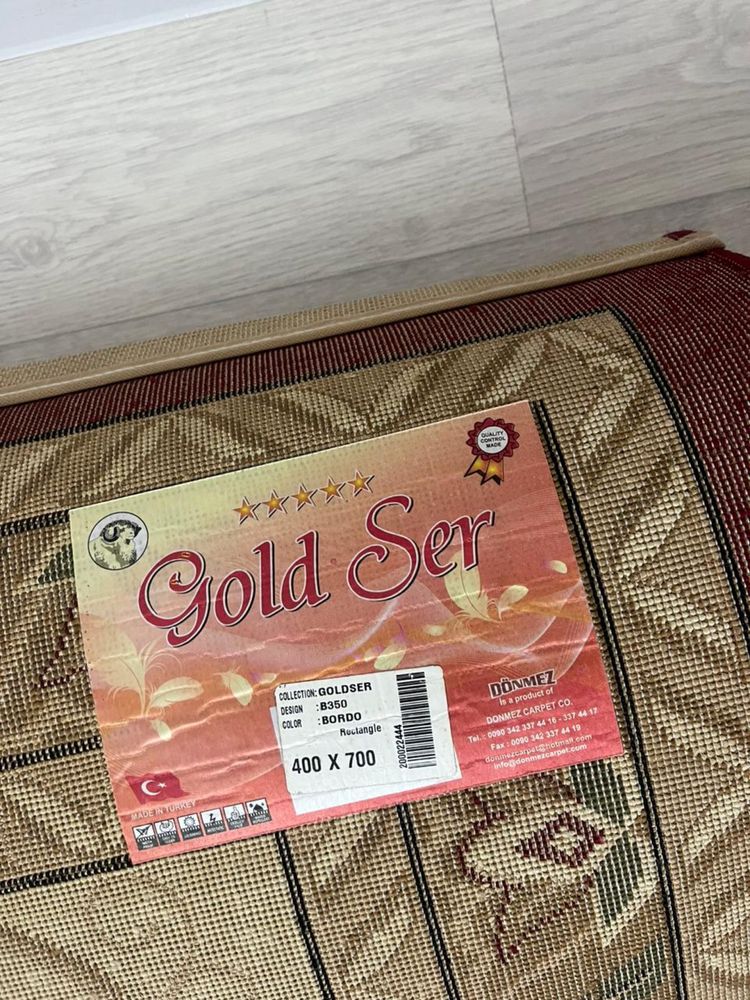 QUALITY
CONTROL
MADE
Gold Ser
COLLECTION: GOLDSER
DESIGN : B350
COLOR : BORDO
Rectangle
400 X 700
200022444
DÖNMEZ
Is a product of
DONMEZ CARPET CO.
Tel.: 0090 342 337 44 16 - 337 44 17
Fax : 0090 342 337 44 19
donmezcarpet@hotmail.com
info@donmezcarpet.com
MADE IN TURKEY